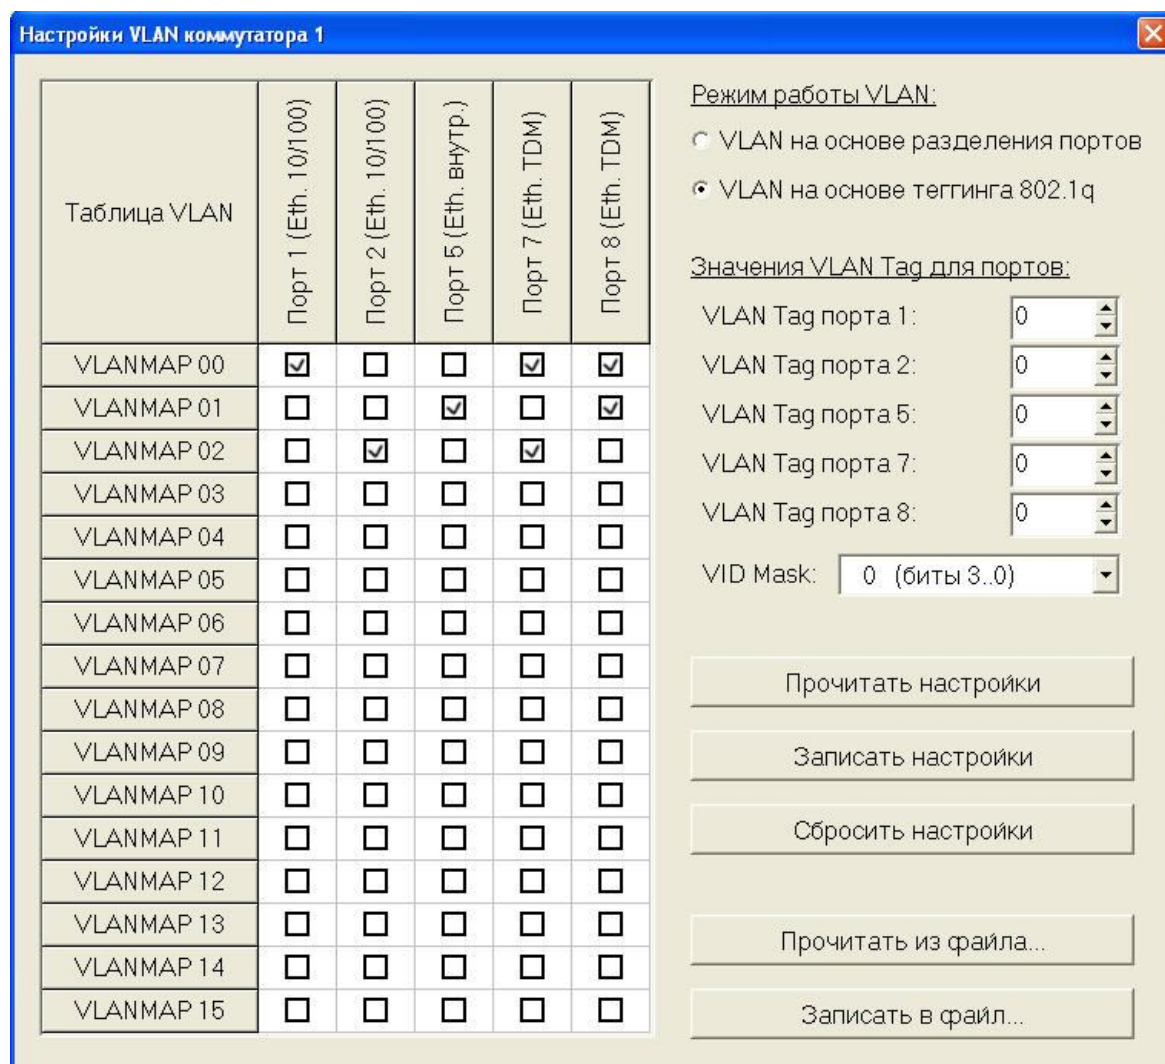 Настройки VLAN коммутатора 1
Таблица VLAN
Порт 1 (Eth. 10/100)
Порт 2 (Eth. 10/100)
Порт 5 (Eth. внутр.)
Порт 7 (Eth. TDM)
Порт 8 (Eth. TDM)
VLANMAP 00
VLANMAP 01
VLANMAP 02
VLANMAP 03
VLANMAP 04
VLANMAP 05
VLANMAP 06
VLANMAP 07
VLANMAP 08
VLANMAP 09
VLANMAP 10
VLANMAP 11
VLANMAP 12
VLANMAP 13
VLANMAP 14
VLANMAP 15
Режим работы VLAN:
VLAN на основе разделения портов
VLAN на основе теггинга 802.1q
Значения VLAN Tag для портов:
VLAN Tag порта 1: 0
VLAN Tag порта 2: 0
VLAN Tag порта 5: 0
VLAN Tag порта 7: 0
VLAN Tag порта 8: 0
VID Mask: 0 (биты 3..0)
Прочитать настройки
Записать настройки
Сбросить настройки
Прочитать из файла...
Записать в файл...